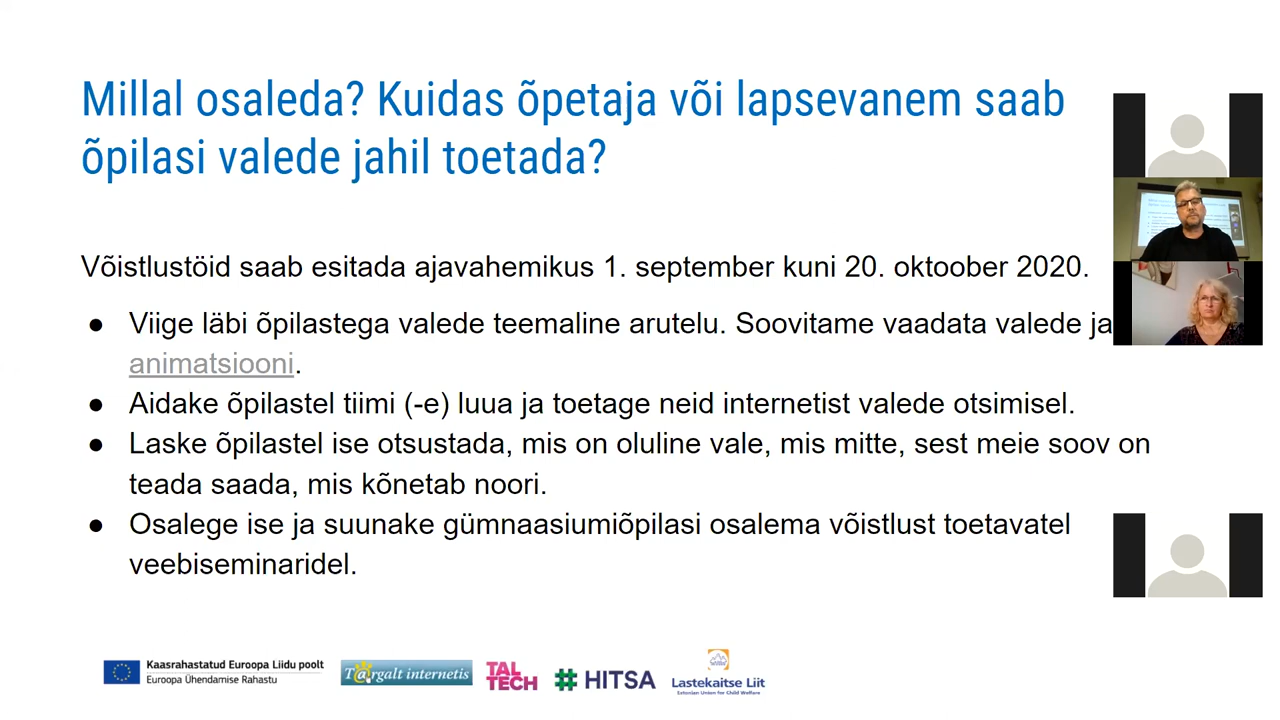 Millal osaleda? Kuidas õpetaja või lapsevanem saab
õpilasi valede jahil toetada?
Võistlustöid saab esitada ajavahemikus 1. september kuni 20. oktoober 2020.
● Viige läbi õpilastega valede teemaline arutelu. Soovitame vaadata valede ja
animatsiooni.
● Aidake õpilastel tiimi (-e) luua ja toetage neid internetist valede otsimisel.
● Laske õpilastel ise otsustada, mis on oluline vale, mis mitte, sest meie soov on
teada saada, mis kõnetab noori.
● Osalege ise ja suunake gümnaasiumiõpilasi osalema võistlust toetavatel
veebiseminaridel.
Kaasrahastatud Euroopa Liidu poolt
Euroopa Ühendamise Rahastu
T@rgalt internetis
TAL
TECH
HITSA
Lastekaitse Liit
Estonian Union for Child Welfare